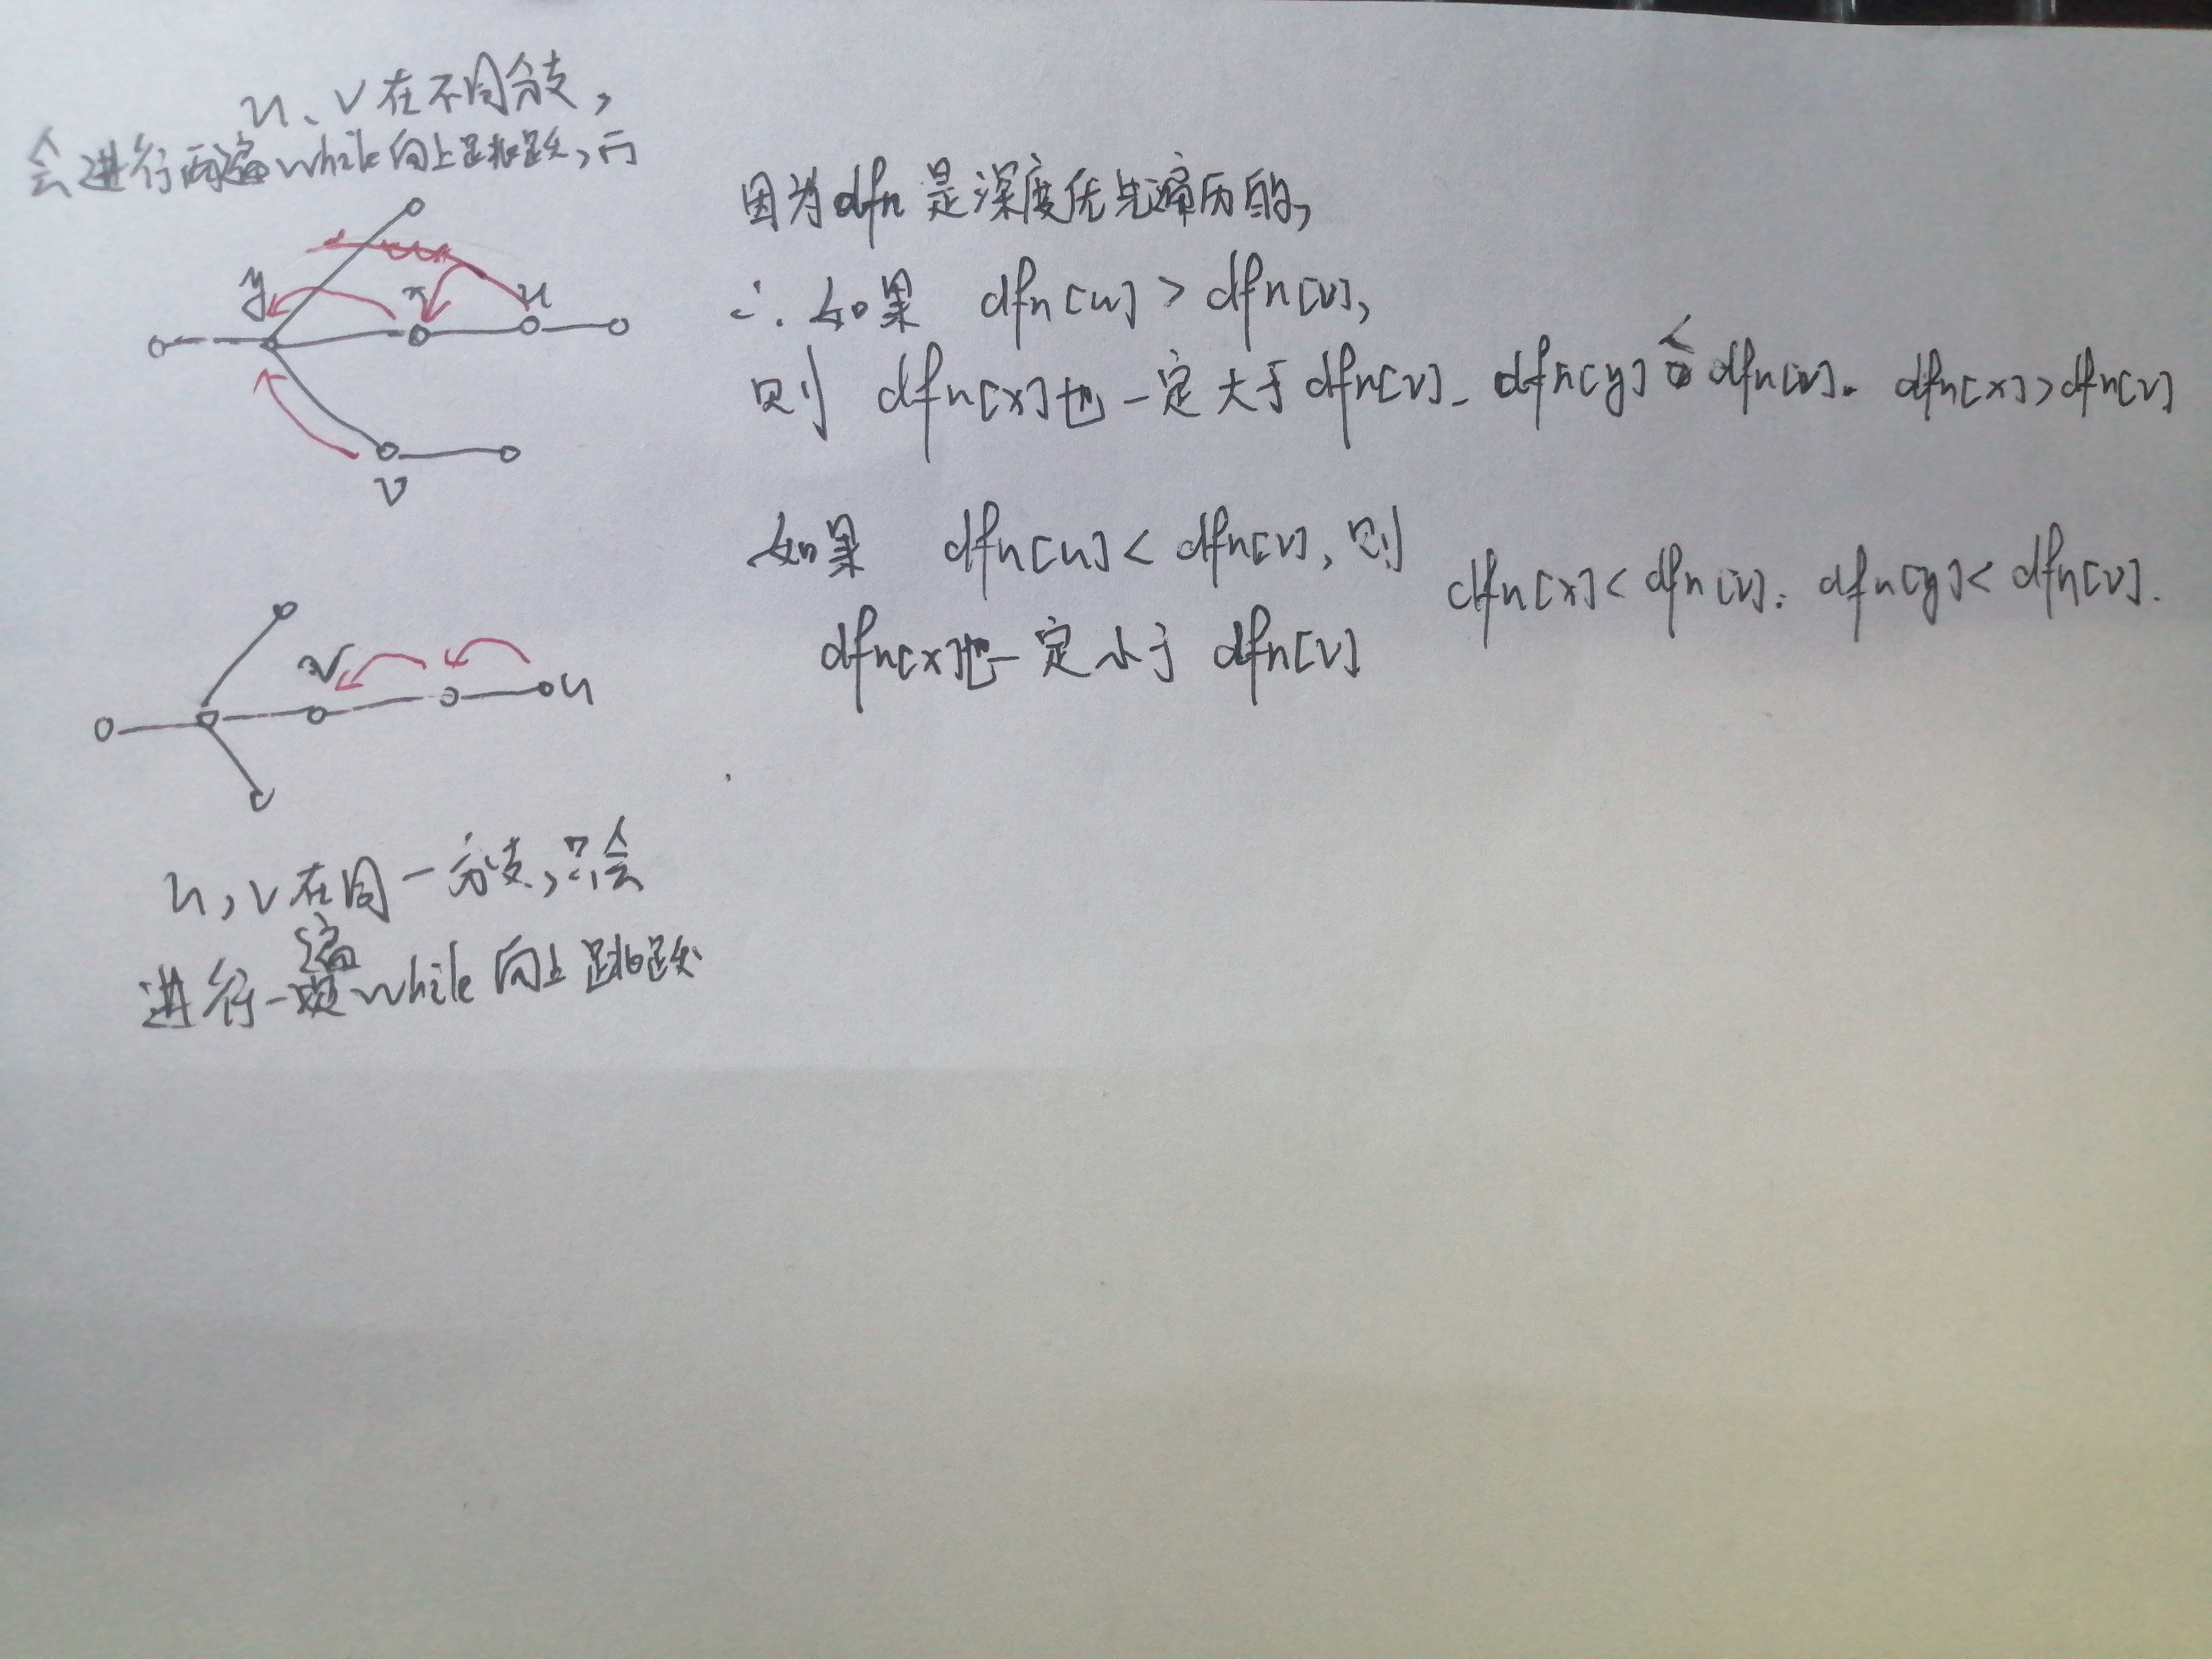 u、v在不同分支，
会进行两遍while向上跳跃，而
y
x
u
v
因为dfn是深度优先遍历的，
∴ 如果 dfn[u] > dfn[v]，
则 dfn[x]也一定大于dfn[v]. dfn[y] < dfn[v]. dfn[x] > dfn[v]
如果 dfn[u] < dfn[v]，则 dfn[x] < dfn[v]. dfn[y] < dfn[v].
dfn[x]也一定小于 dfn[v]
v
u
u，v在同一分支，只会
进行一遍while向上跳跃